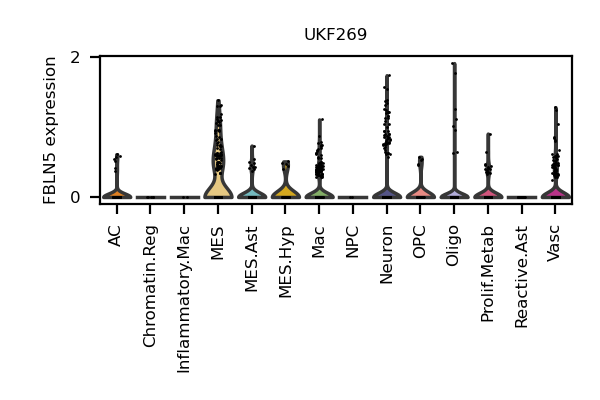 UKF269
FBLN5 expression
2
0
AC
Chromatin.Reg
Inflammatory.Mac
MES
MES.Ast
MES.Hyp
Mac
NPC
Neuron
OPC
Oligo
Prolif.Metab
Reactive.Ast
Vasc